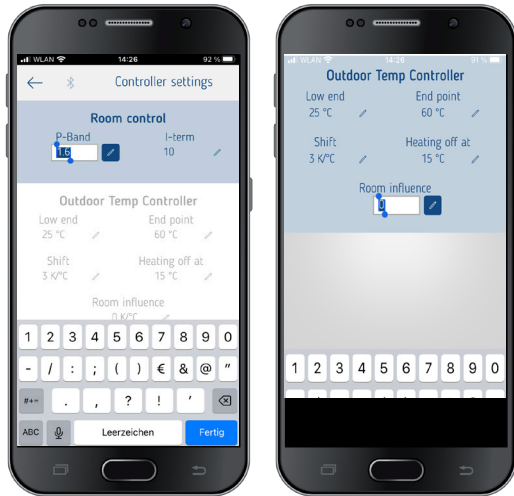 WLAN 14:26 92 %
Controller settings
Room control
P-Band I-term
1.6 10
Outdoor Temp Controller
Low end End point
25 °C 60 °C
Shift Heating off at
3 K/°C 15 °C
Room influence
0 K/°C
1 2 3 4 5 6 7 8 9 0
- / : ; ( ) € & @ "
#+= . , ? ! '
ABC Leerzeichen Fertig
WLAN 14:26 91 %
Outdoor Temp Controller
Low end End point
25 °C 60 °C
Shift Heating off at
3 K/°C 15 °C
Room influence
0
1 2 3 4 5 6 7 8 9 0